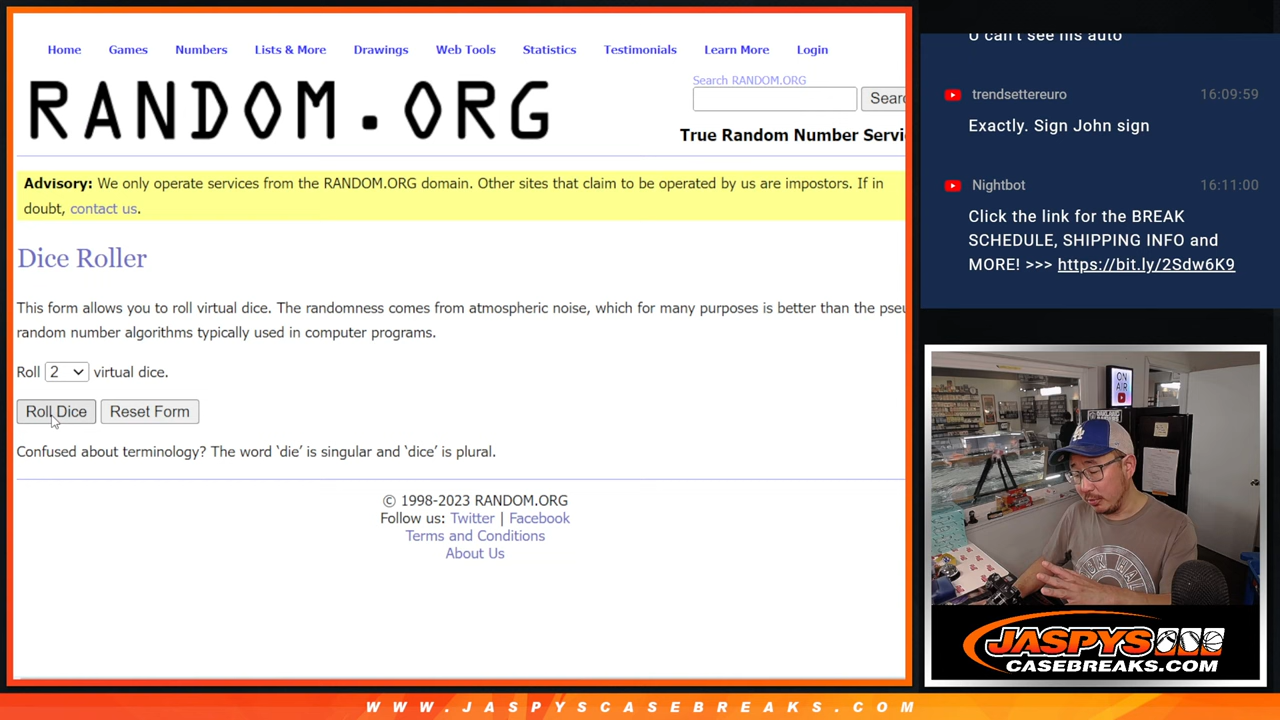 Home Games Numbers Lists & More Drawings Web Tools Statistics Testimonials Learn More Login
RANDOM.ORG
Search RANDOM.ORG
Searc
True Random Number Servi
Advisory: We only operate services from the RANDOM.ORG domain. Other sites that claim to be operated by us are impostors. If in
doubt, contact us.
Dice Roller
This form allows you to roll virtual dice. The randomness comes from atmospheric noise, which for many purposes is better than the pseu
random number algorithms typically used in computer programs.
Roll 2 virtual dice.
Roll Dice Reset Form
Confused about terminology? The word ‘die’ is singular and ‘dice’ is plural.
© 1998-2023 RANDOM.ORG
Follow us: Twitter | Facebook
Terms and Conditions
About Us
U can't see his auto
trendsettereuro 16:09:59
Exactly. Sign John sign
Nightbot 16:11:00
Click the link for the BREAK
SCHEDULE, SHIPPING INFO and
MORE! >>> https://bit.ly/2Sdw6K9
ON
AIR
JASPYS
CASEBREAKS.COM
WWW.JASPYSCASEBREAKS.COM